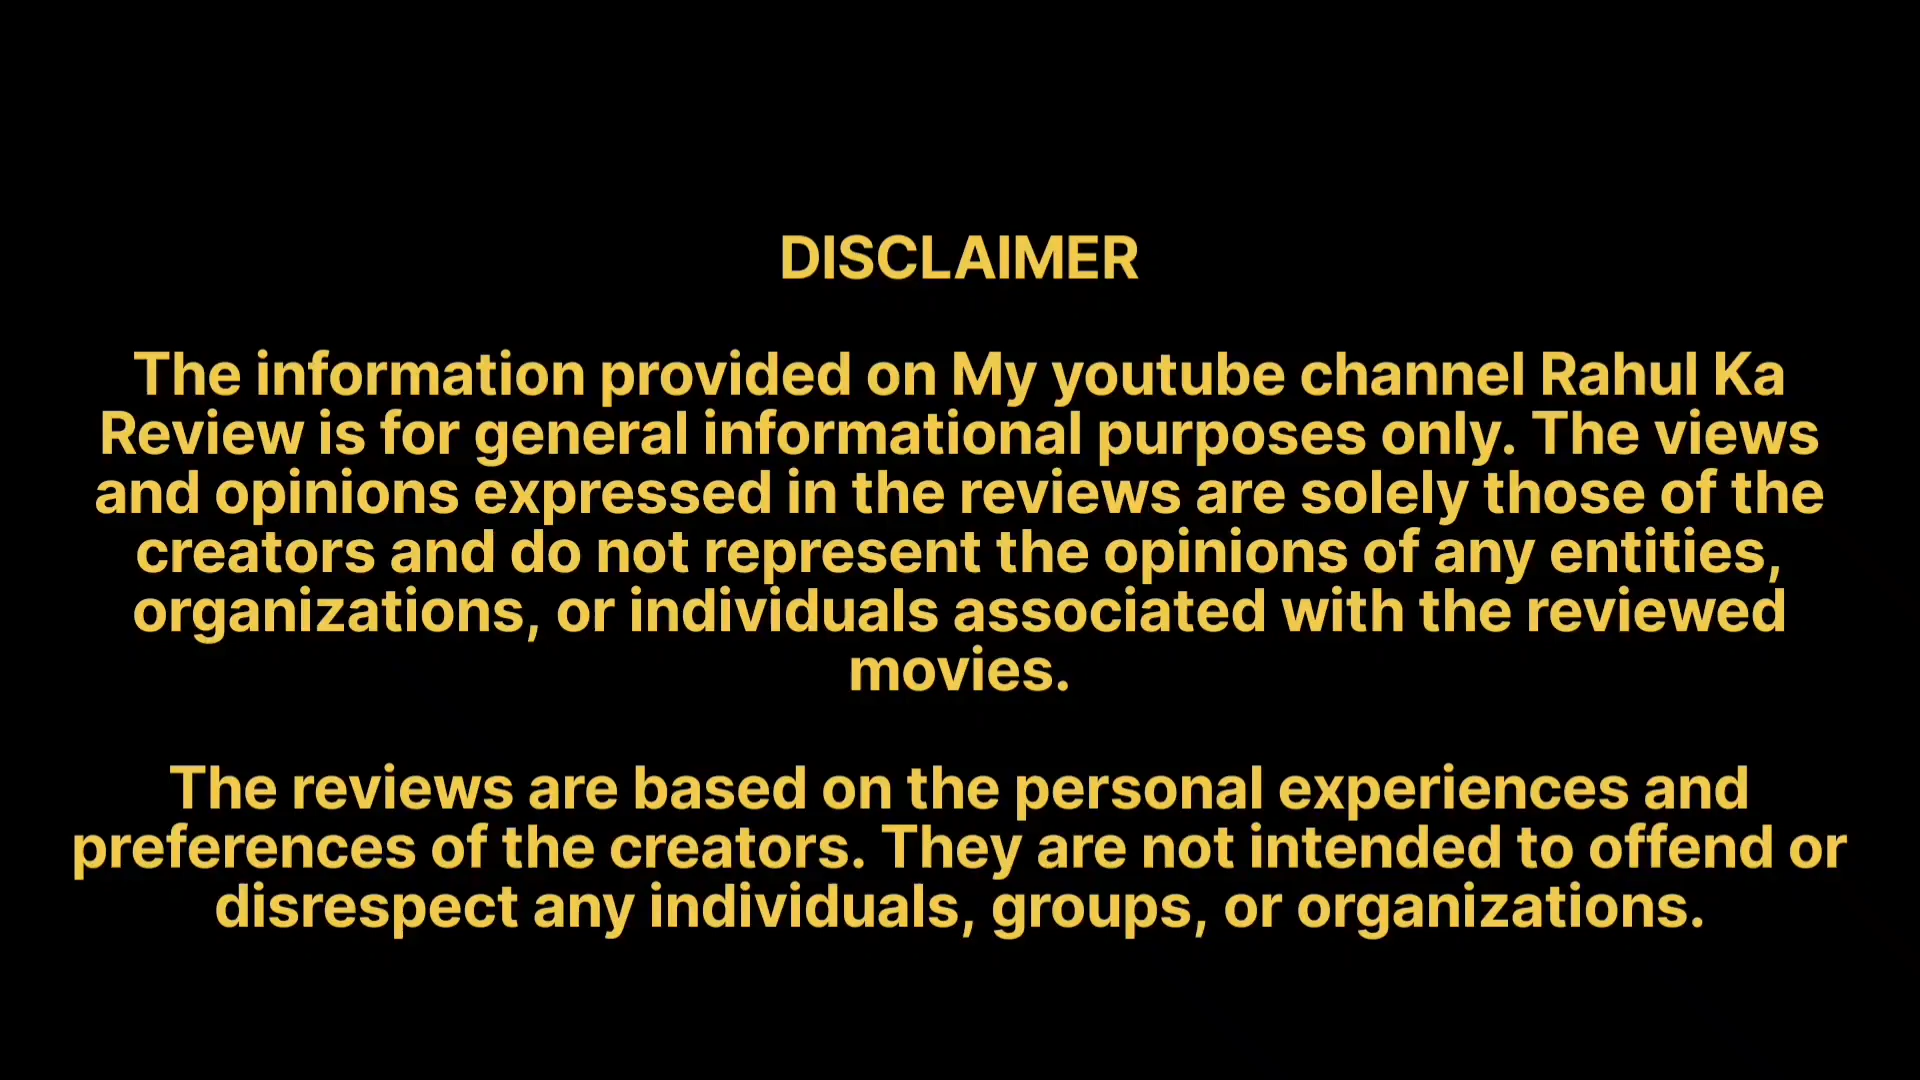 DISCLAIMER
The information provided on My youtube channel Rahul Ka
Review is for general informational purposes only. The views
and opinions expressed in the reviews are solely those of the
creators and do not represent the opinions of any entities,
organizations, or individuals associated with the reviewed
movies.
The reviews are based on the personal experiences and
preferences of the creators. They are not intended to offend or
disrespect any individuals, groups, or organizations.